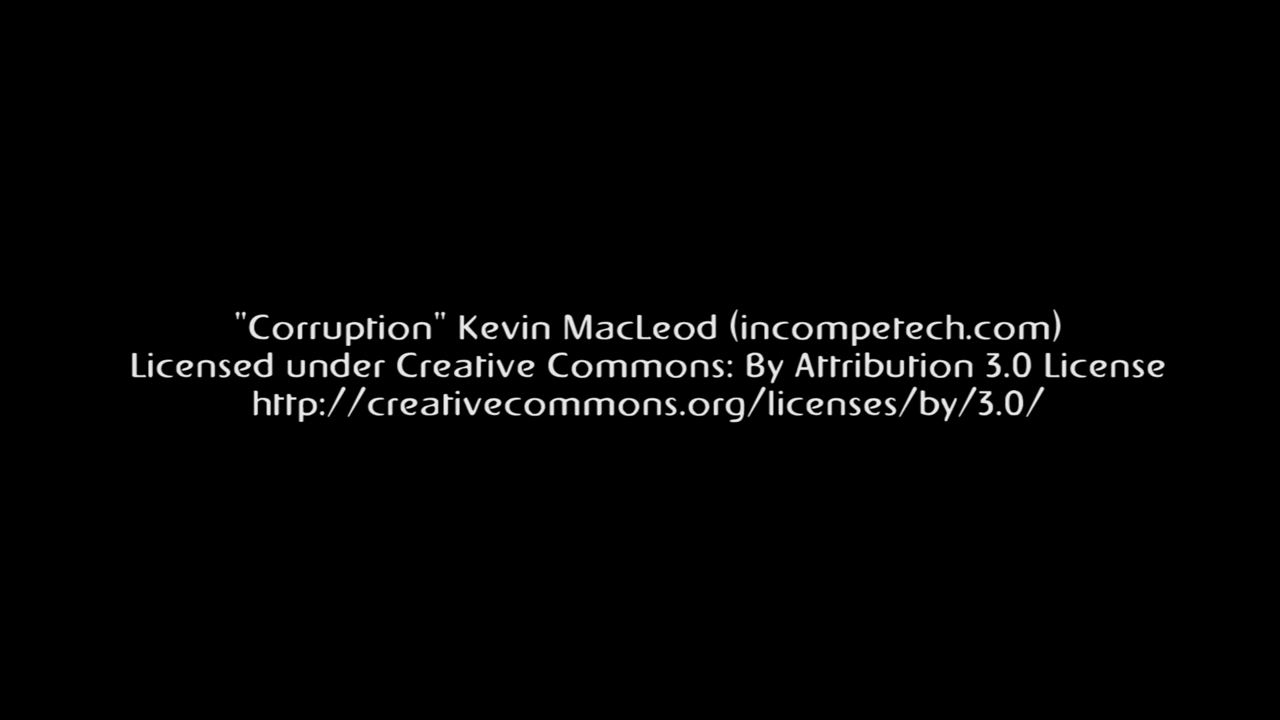 "Corruption" Kevin MacLeod (incompetech.com)
Licensed under Creative Commons: By Attribution 3.0 License
http://creativecommons.org/licenses/by/3.0/